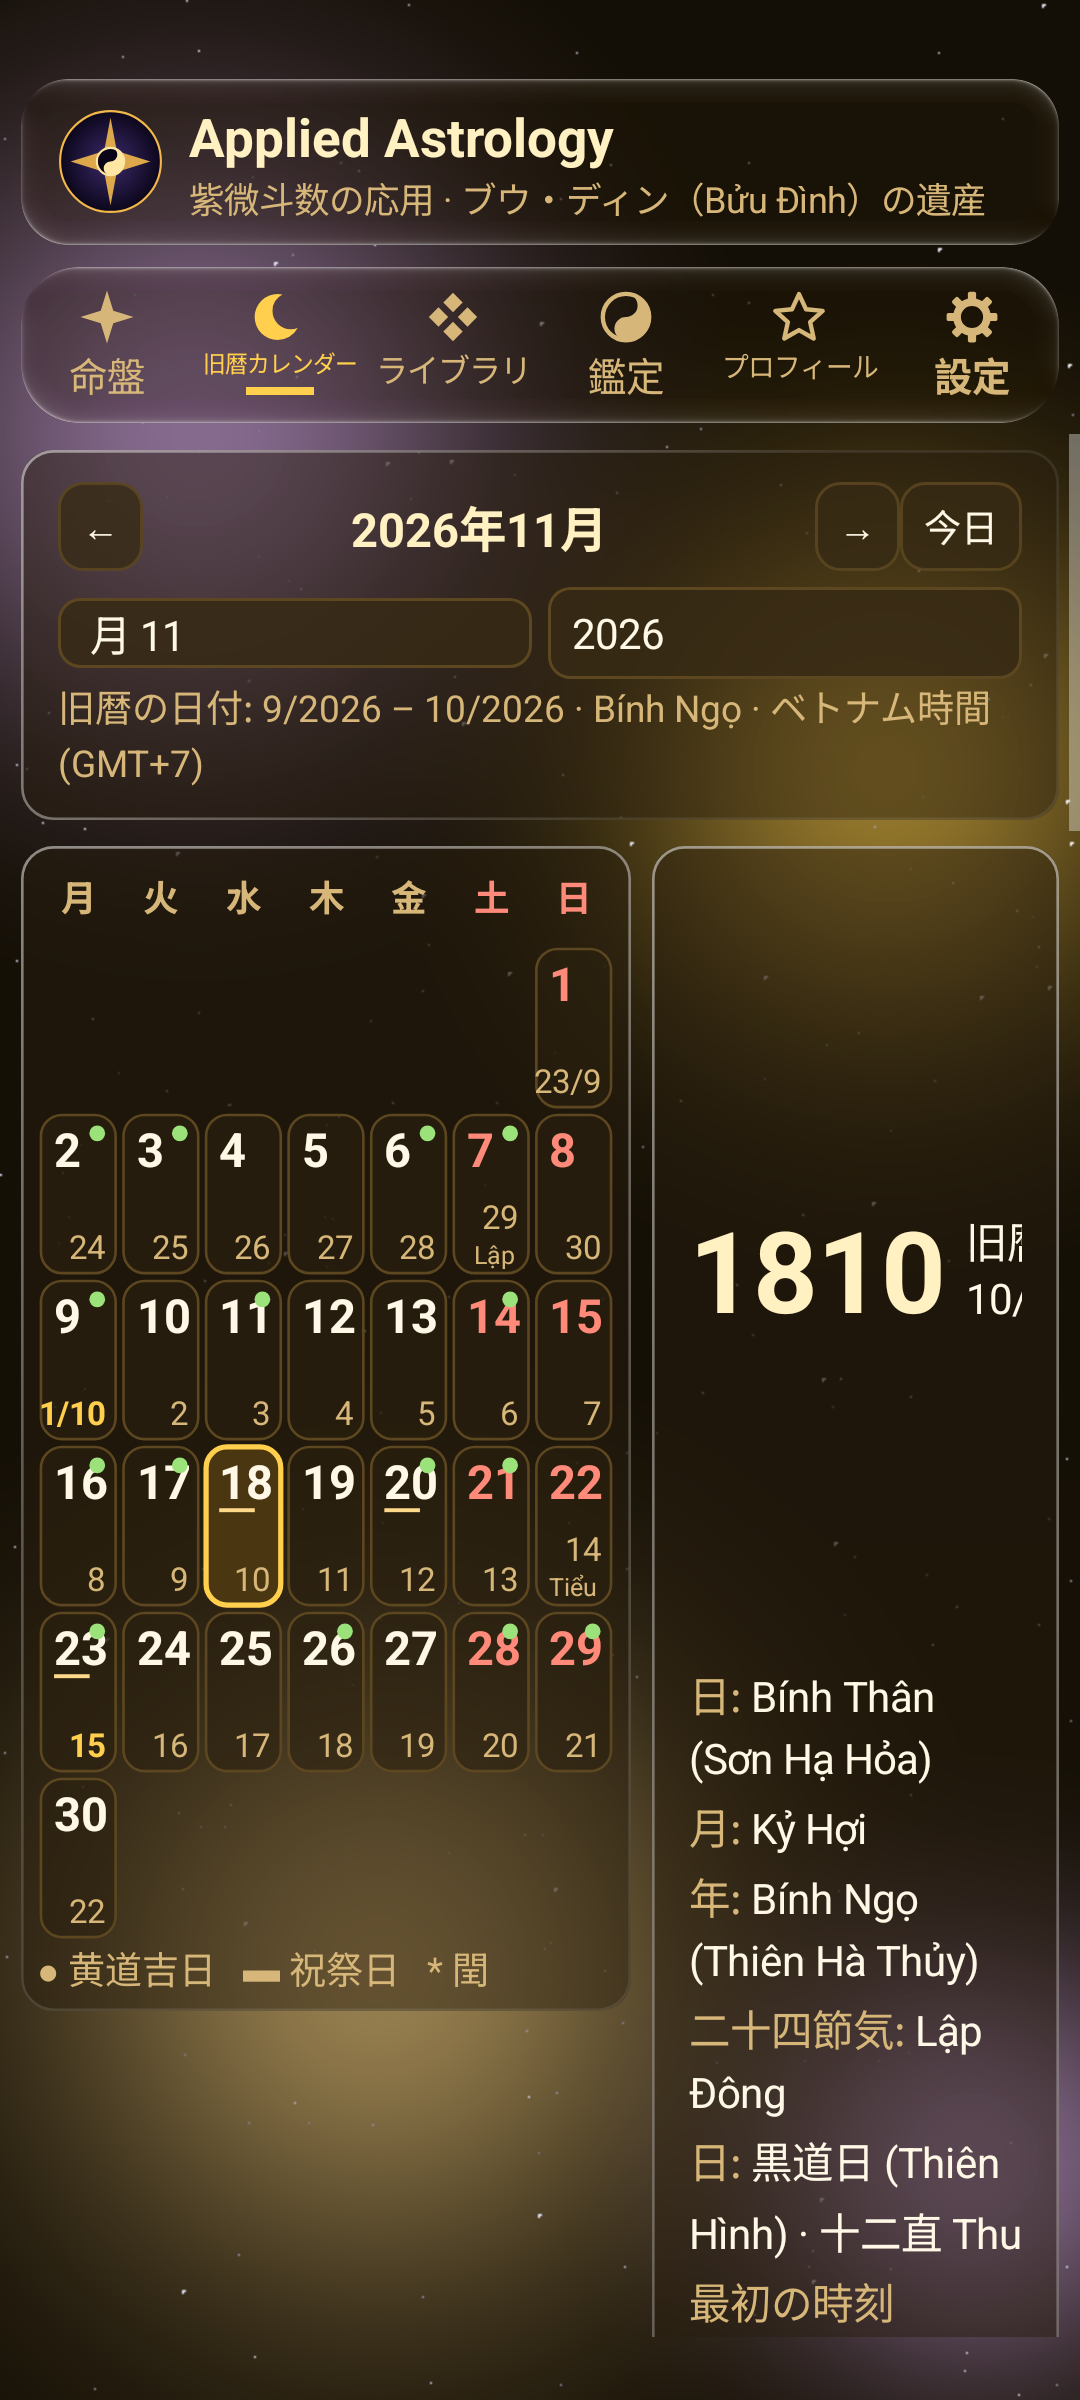 Applied Astrology
紫微斗数の応用 · ブウ・ディン（Bửu Đình）の遺産
命盤
旧暦カレンダー
ライブラリ
鑑定
プロフィール
設定
←
2026年11月
→
今日
月 11
2026
旧暦の日付: 9/2026 – 10/2026 · Bính Ngọ · ベトナム時間
(GMT+7)
月 火 水 木 金 土 日
1
23/9
2 3 4 5 6 7 8
24 25 26 27 28 29 30
Lập
9 10 11 12 13 14 15
1/10 2 3 4 5 6 7
16 17 18 19 20 21 22
8 9 10 11 12 13 14
Tiểu
23 24 25 26 27 28 29
15 16 17 18 19 20 21
30
22
● 黄道吉日 ▬ 祝祭日 * 閏
1810
旧
10/
日: Bính Thân
(Sơn Hạ Hỏa)
月: Kỷ Hợi
年: Bính Ngọ
(Thiên Hà Thủy)
二十四節気: Lập
Đông
日: 黒道日 (Thiên
Hình) · 十二直 Thu
最初の時刻